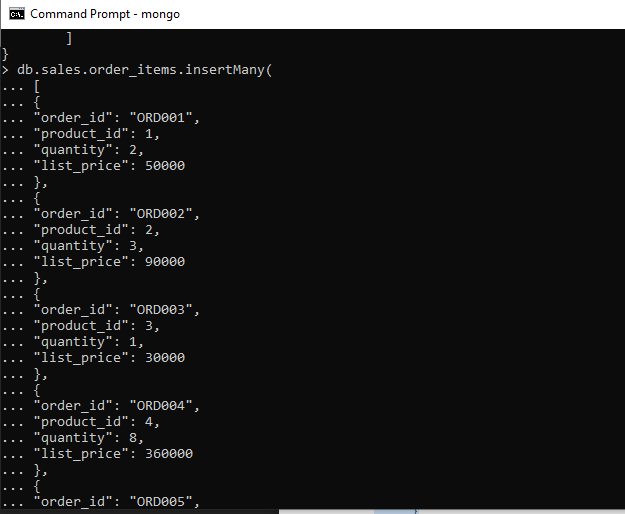 Command Prompt - mongo
]
}
> db.sales.order_items.insertMany(
... [
... {
... "order_id": "ORD001",
... "product_id": 1,
... "quantity": 2,
... "list_price": 50000
... },
... {
... "order_id": "ORD002",
... "product_id": 2,
... "quantity": 3,
... "list_price": 90000
... },
... {
... "order_id": "ORD003",
... "product_id": 3,
... "quantity": 1,
... "list_price": 30000
... },
... {
... "order_id": "ORD004",
... "product_id": 4,
... "quantity": 8,
... "list_price": 360000
... },
... {
... "order_id": "ORD005",